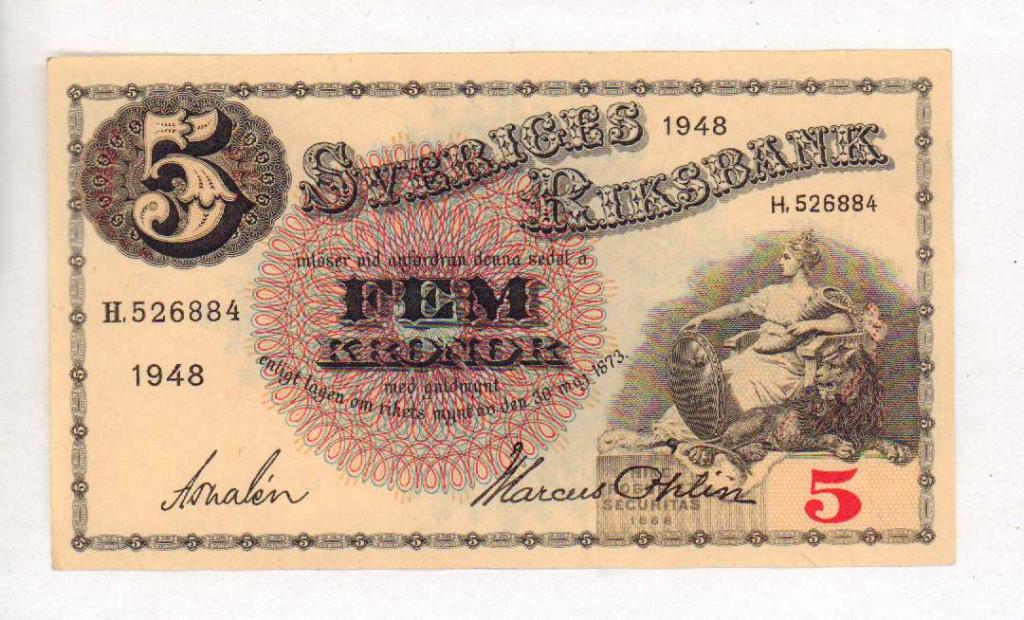 5
SVERIGES 1948
RIKSBANK
H. 526884
inlöser vid anfordran denna sedel å
FEM
KRONOR
H. 526884
med guldmynt
enligt lagen om rikets mynt av den 30 maj 1873.
1948
Marcus
SECURITAS
1668
5